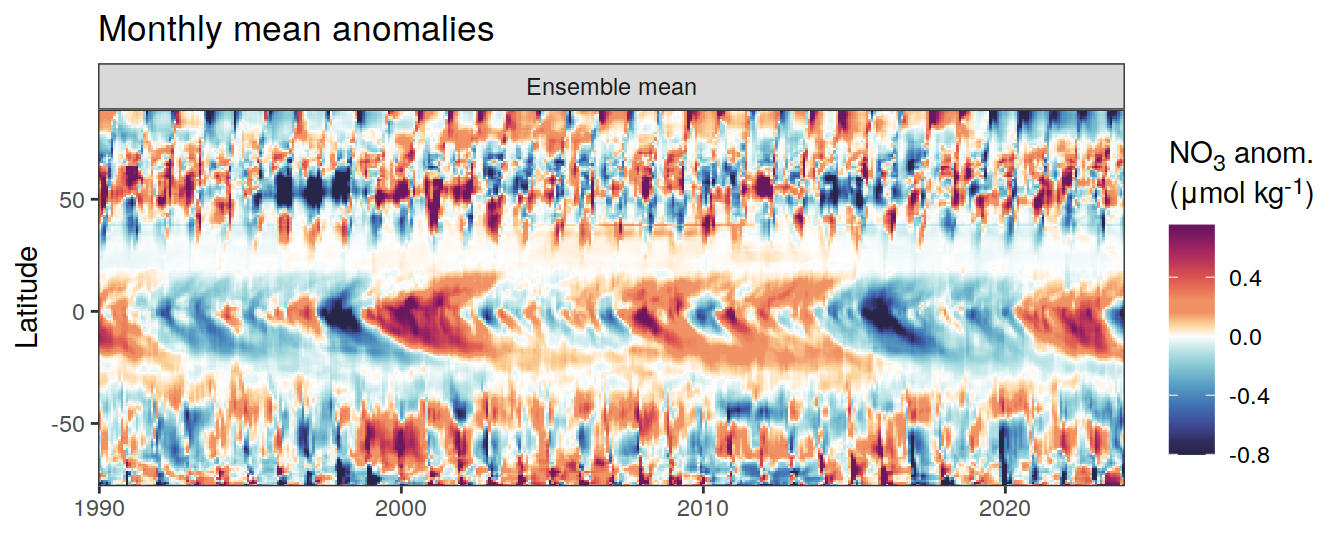 Monthly mean anomalies
Ensemble mean
NO₃ anom.
(µmol kg⁻¹)
0.4
0.0
-0.4
-0.8
Latitude
50
0
-50
1990
2000
2010
2020